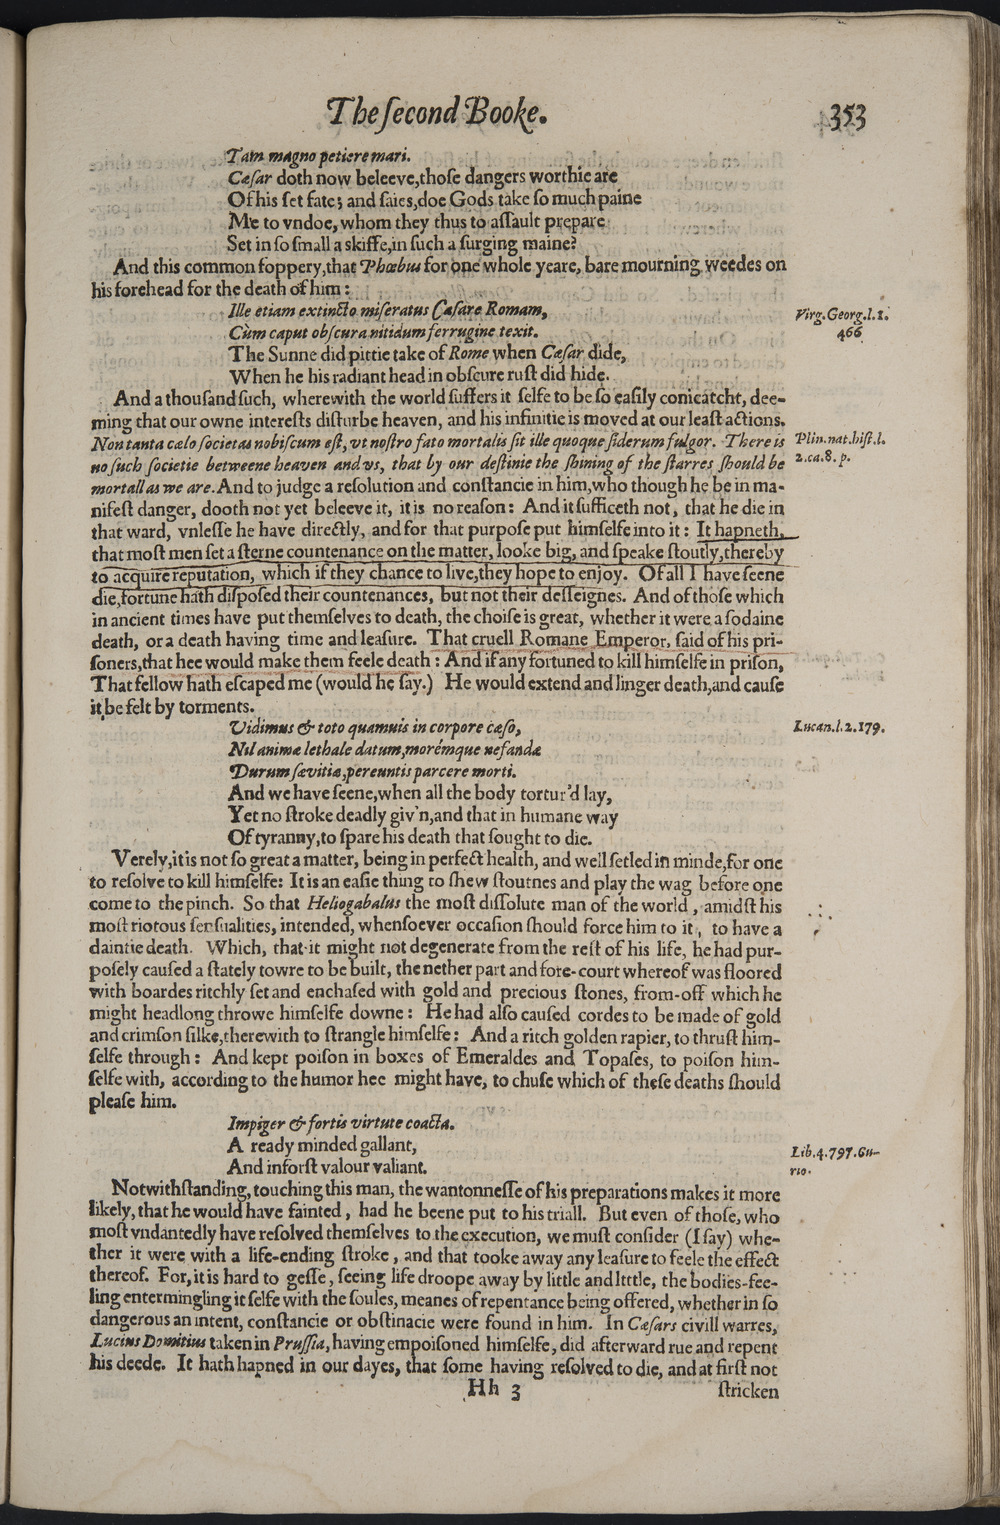 The ſecond Booke.
353
Tam magno petiere mari.
Cæſar doth now beleeve,thoſe dangers worthie are
Of his ſet fate; and ſaies,doe Gods take ſo much paine
Me to vndoe, whom they thus to aſſault prepare
Set in ſo ſmall a skiffe,in ſuch a ſurging maine?
And this common foppery,that Phœbus for one whole yeare, bare mourning weedes on
his forehead for the death of him:
Ille etiam extincto miſeratus Cæſare Romam,
Virg. Georg. l. 1.
Cùm caput obſcura nitidum ferrugine texit.
466
The Sunne did pittie take of Rome when Cæſar dide,
When he his radiant head in obſcure ruſt did hide.
And a thouſand ſuch, wherewith the world ſuffers it ſelfe to be ſo eaſily conicatcht, dee-
ming that our owne intereſts diſturbe heaven, and his infinitie is moved at our leaſt actions.
Non tanta cælo ſocietas nobiſcum eſt, vt noſtro fato mortalis ſit ille quoque ſiderum fulgor. There is
Plin. nat. hiſt. l.
no ſuch ſocietie betweene heaven and vs, that by our deſtinie the ſhining of the ſtarres ſhould be
2. ca. 8. p.
mortall as we are. And to judge a reſolution and conſtancie in him,who though he be in ma-
nifeſt danger, dooth not yet beleeve it, it is no reaſon: And it ſufficeth not, that he die in
that ward, vnleſſe he have directly, and for that purpoſe put himſelfe into it: It hapneth,
that moſt men ſet a ſterne countenance on the matter, looke big, and ſpeake ſtoutly,thereby
to acquire reputation, which if they chance to live,they hope to enjoy. Of all I have ſeene
die,fortune hath diſpoſed their countenances, but not their deſſeignes. And of thoſe which
in ancient times have put themſelves to death, the choiſe is great, whether it were a ſodaine
death, or a death having time and leaſure. That cruell Romane Emperor, ſaid of his pri-
ſoners,that hee would make them feele death: And if any fortuned to kill himſelfe in priſon,
That fellow hath eſcaped me (would he ſay.) He would extend and linger death,and cauſe
it be felt by torments.
Vidimus & toto quamuis in corpore cæſo,
Lucan. l. 2. 179.
Nil animæ lethale datum,morémque nefandæ
Durum ſævitiæ,pereuntis parcere morti.
And we have ſeene,when all the body tortur'd lay,
Yet no ſtroke deadly giv'n,and that in humane way
Of tyranny,to ſpare his death that ſought to die.
Verely,it is not ſo great a matter, being in perfect health, and well ſetled in minde,for one
to reſolve to kill himſelfe: It is an eaſie thing to ſhew ſtoutnes and play the wag before one
come to the pinch. So that Heliogabalus the moſt diſſolute man of the world, amidſt his
moſt riotous ſenſualities, intended, whenſoever occaſion ſhould force him to it, to have a
daintie death. Which, that it might not degenerate from the reſt of his life, he had pur-
poſely cauſed a ſtately towre to be built, the nether part and fore-court whereof was floored
with boardes ritchly ſet and enchaſed with gold and precious ſtones, from-off which he
might headlong throwe himſelfe downe: He had alſo cauſed cordes to be made of gold
and crimſon ſilke,therewith to ſtrangle himſelfe: And a ritch golden rapier, to thruſt him-
ſelfe through: And kept poiſon in boxes of Emeraldes and Topaſes, to poiſon him-
ſelfe with, according to the humor hee might have, to chuſe which of theſe deaths ſhould
pleaſe him.
Impiger & fortis virtute coacta.
A ready minded gallant,
Lib. 4. 797. Cu-
And inforſt valour valiant.
rio.
Notwithſtanding, touching this man, the wantonneſſe of his preparations makes it more
likely, that he would have fainted, had he beene put to his triall. But even of thoſe, who
moſt vndantedly have reſolved themſelves to the execution, we muſt conſider (I ſay) whe-
ther it were with a life-ending ſtroke, and that tooke away any leaſure to feele the effect
thereof. For, it is hard to geſſe, ſeeing life droope away by little and lttle, the bodies-fee-
ling entermingling it ſelfe with the ſoules, meanes of repentance being offered, whether in ſo
dangerous an intent, conſtancie or obſtinacie were found in him. In Cæſars civill warres,
Lucius Domitius taken in Pruſſia, having empoiſoned himſelfe, did afterward rue and repent
his deede. It hath hapned in our dayes, that ſome having reſolved to die, and at firſt not
Hh 3
ſtricken